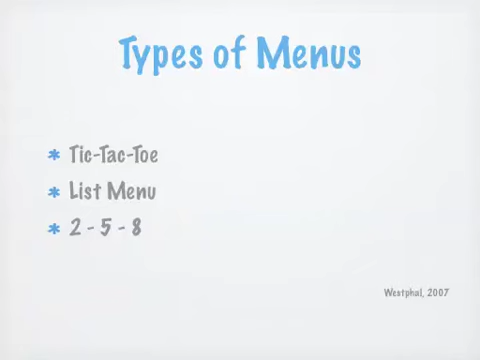 Types of Menus
* Tic-Tac-Toe
* List Menu
* 2 - 5 - 8
Westphal, 2007